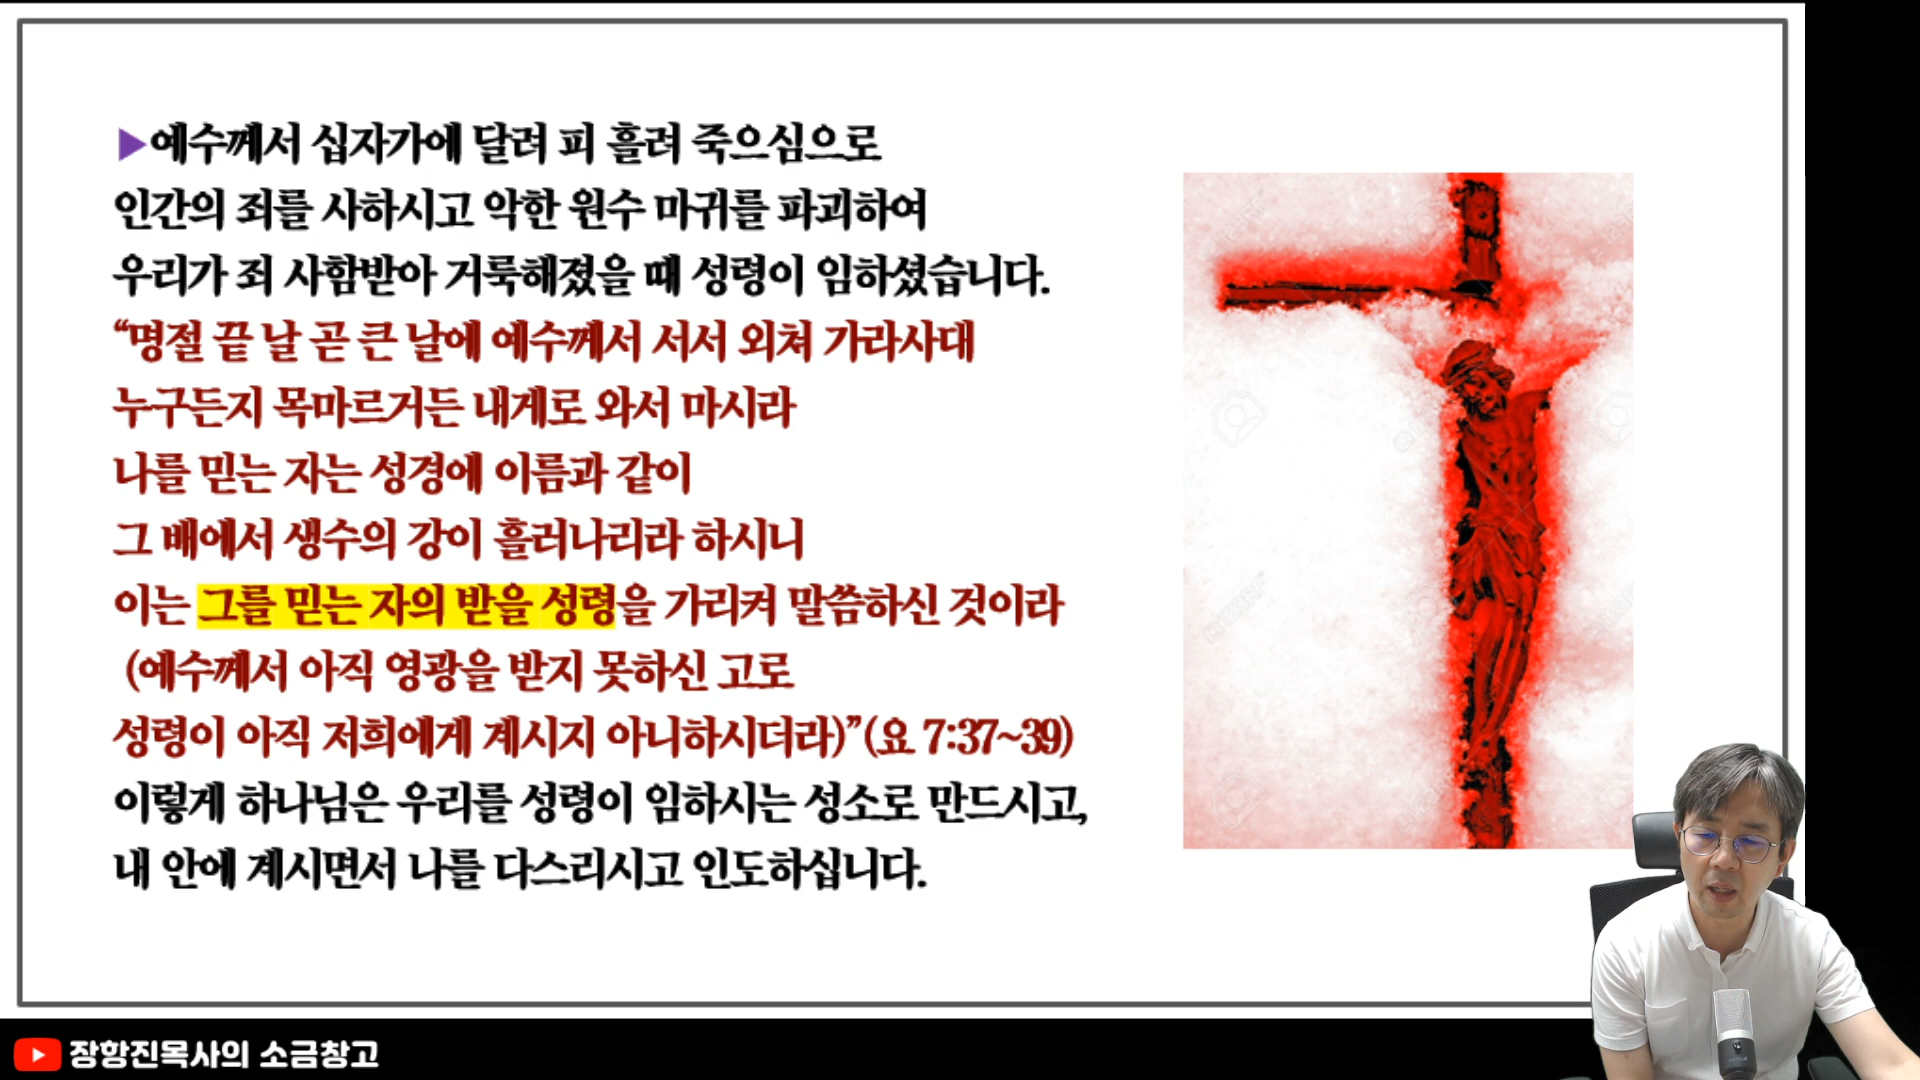 ▶예수께서 십자가에 달려 피 흘려 죽으심으로
인간의 죄를 사하시고 악한 원수 마귀를 파괴하여
우리가 죄 사함받아 거룩해졌을 때 성령이 임하셨습니다.
“명절 끝 날 곧 큰 날에 예수께서 서서 외쳐 가라사대
누구든지 목마르거든 내게로 와서 마시라
나를 믿는 자는 성경에 이름과 같이
그 배에서 생수의 강이 흘러나리라 하시니
이는 그를 믿는 자의 받을 성령을 가리켜 말씀하신 것이라
(예수께서 아직 영광을 받지 못하신 고로
성령이 아직 저희에게 계시지 아니하시더라)”(요 7:37~39)
이렇게 하나님은 우리를 성령이 임하시는 성소로 만드시고,
내 안에 계시면서 나를 다스리시고 인도하십니다.
장항진목사의 소금창고